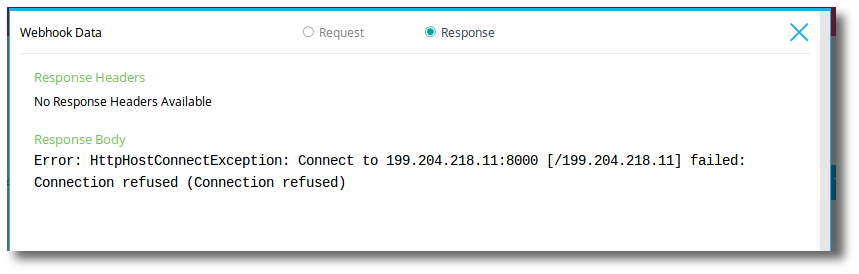 Webhook Data
Request
Response
Response Headers
No Response Headers Available
Response Body
Error: HttpHostConnectException: Connect to 199.204.218.11:8000 [/199.204.218.11] failed:
Connection refused (Connection refused)